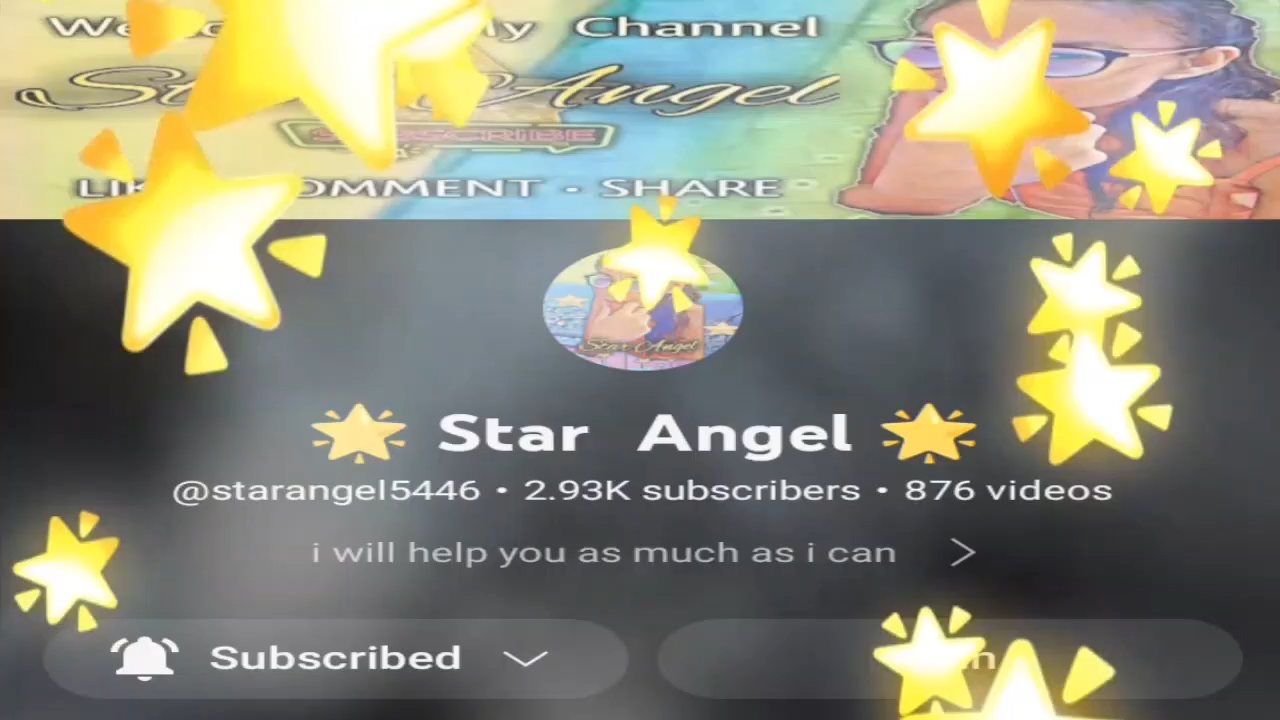 Channel
Angel
SUBSCRIBE
SHARE
Star Angel
🌟 Star Angel 🌟
@starangel5446 • 2.93K subscribers • 876 videos
i will help you as much as i can >
Subscribed